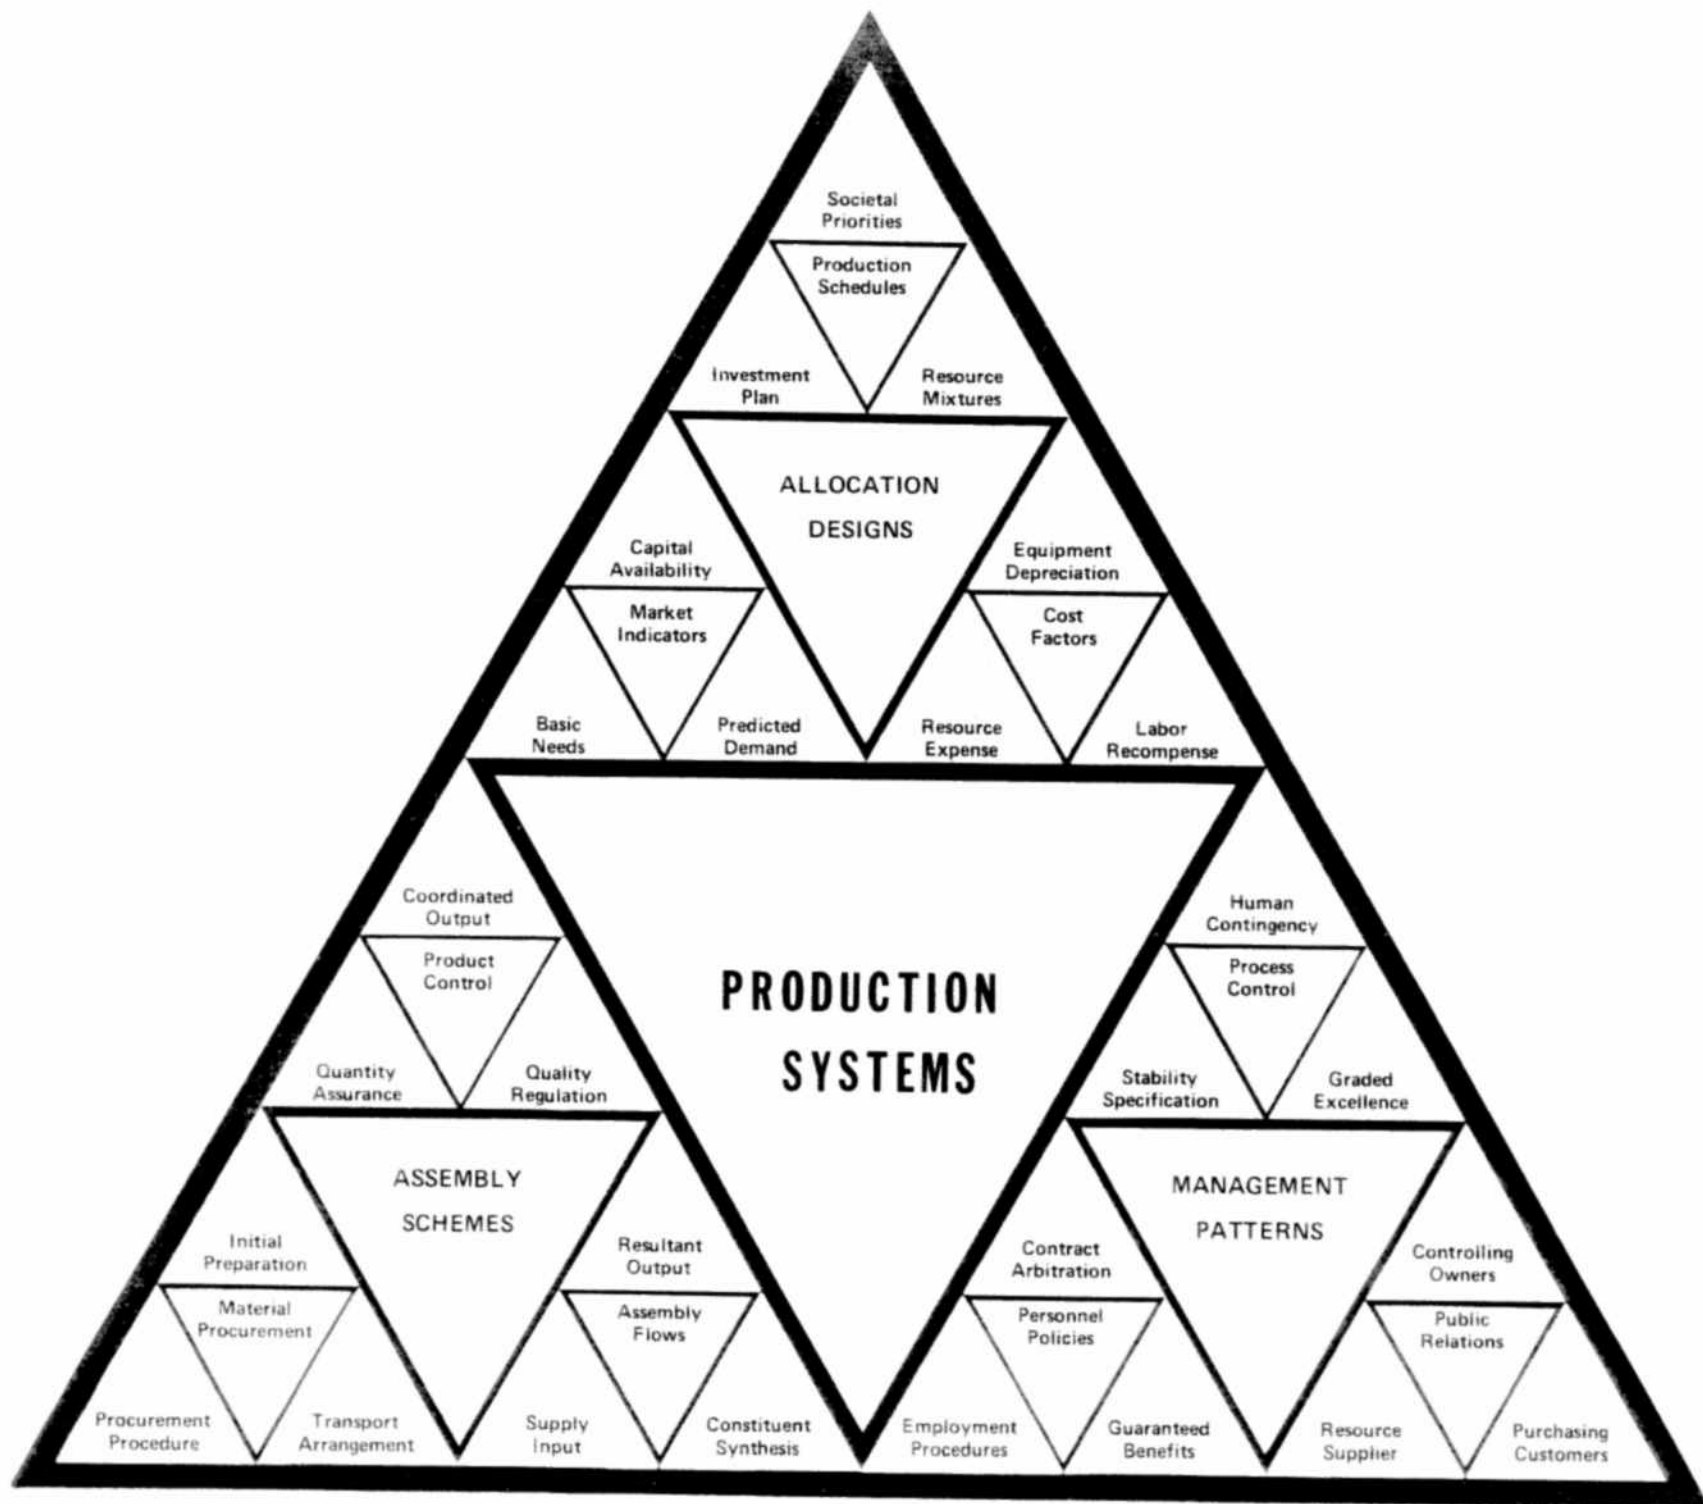 Societal
Priorities
Production
Schedules
Investment
Plan
Resource
Mixtures
ALLOCATION
DESIGNS
Capital
Availability
Market
Indicators
Basic
Needs
Predicted
Demand
Equipment
Depreciation
Cost
Factors
Resource
Expense
Labor
Recompense
PRODUCTION
SYSTEMS
Coordinated
Output
Product
Control
Quantity
Assurance
Quality
Regulation
ASSEMBLY
SCHEMES
Initial
Preparation
Material
Procurement
Procurement
Procedure
Transport
Arrangement
Resultant
Output
Assembly
Flows
Supply
Input
Constituent
Synthesis
Human
Contingency
Process
Control
Stability
Specification
Graded
Excellence
MANAGEMENT
PATTERNS
Contract
Arbitration
Personnel
Policies
Employment
Procedures
Guaranteed
Benefits
Controlling
Owners
Public
Relations
Resource
Supplier
Purchasing
Customers